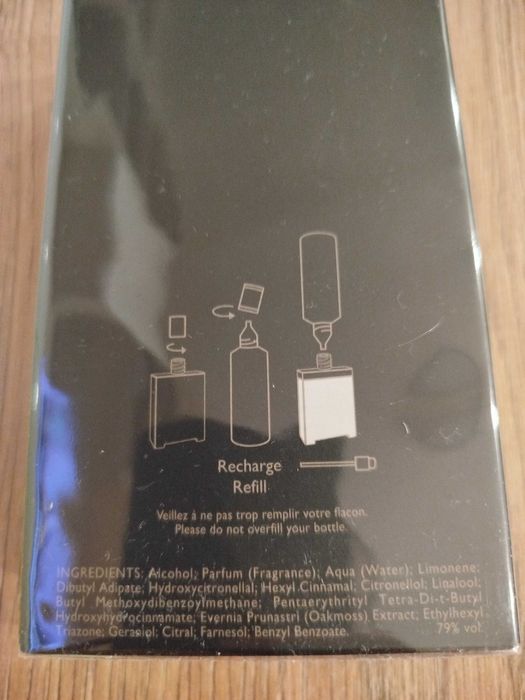 Recharge
Refill
Veillez à ne pas trop remplir votre flacon.
Please do not overfill your bottle.
INGREDIENTS: Alcohol; Parfum (Fragrance); Aqua (Water); Limonene;
Dibutyl Adipate; Hydroxycitronellal; Hexyl Cinnamal; Citronellol; Linalool;
Butyl Methoxydibenzoylmethane; Pentaerythrityl Tetra-Di-t-Butyl
Hydroxyhydrocinnamate; Evernia Prunastri (Oakmoss) Extract; Ethylhexyl
Triazone; Geraniol; Citral; Farnesol; Benzyl Benzoate. 79% vol.